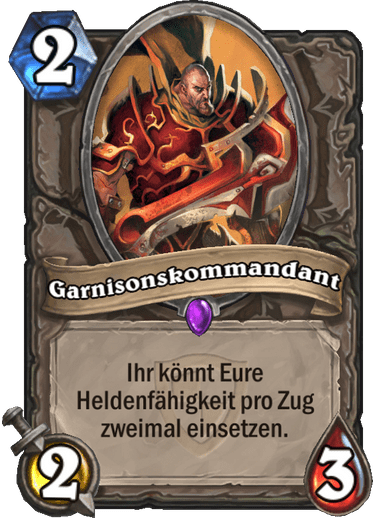 2
Garnisonskommandant
Ihr könnt Eure
Heldenfähigkeit pro Zug
zweimal einsetzen.
2
3